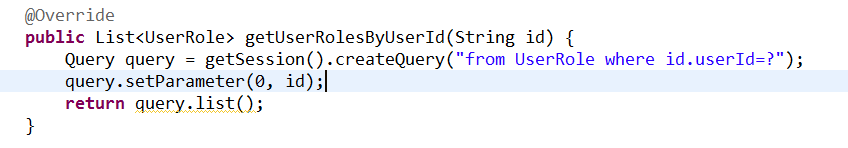 @Override
public List<UserRole> getUserRolesByUserId(String id) {
    Query query = getSession().createQuery("from UserRole where id.userId=?");
    query.setParameter(0, id);
    return query.list();
}